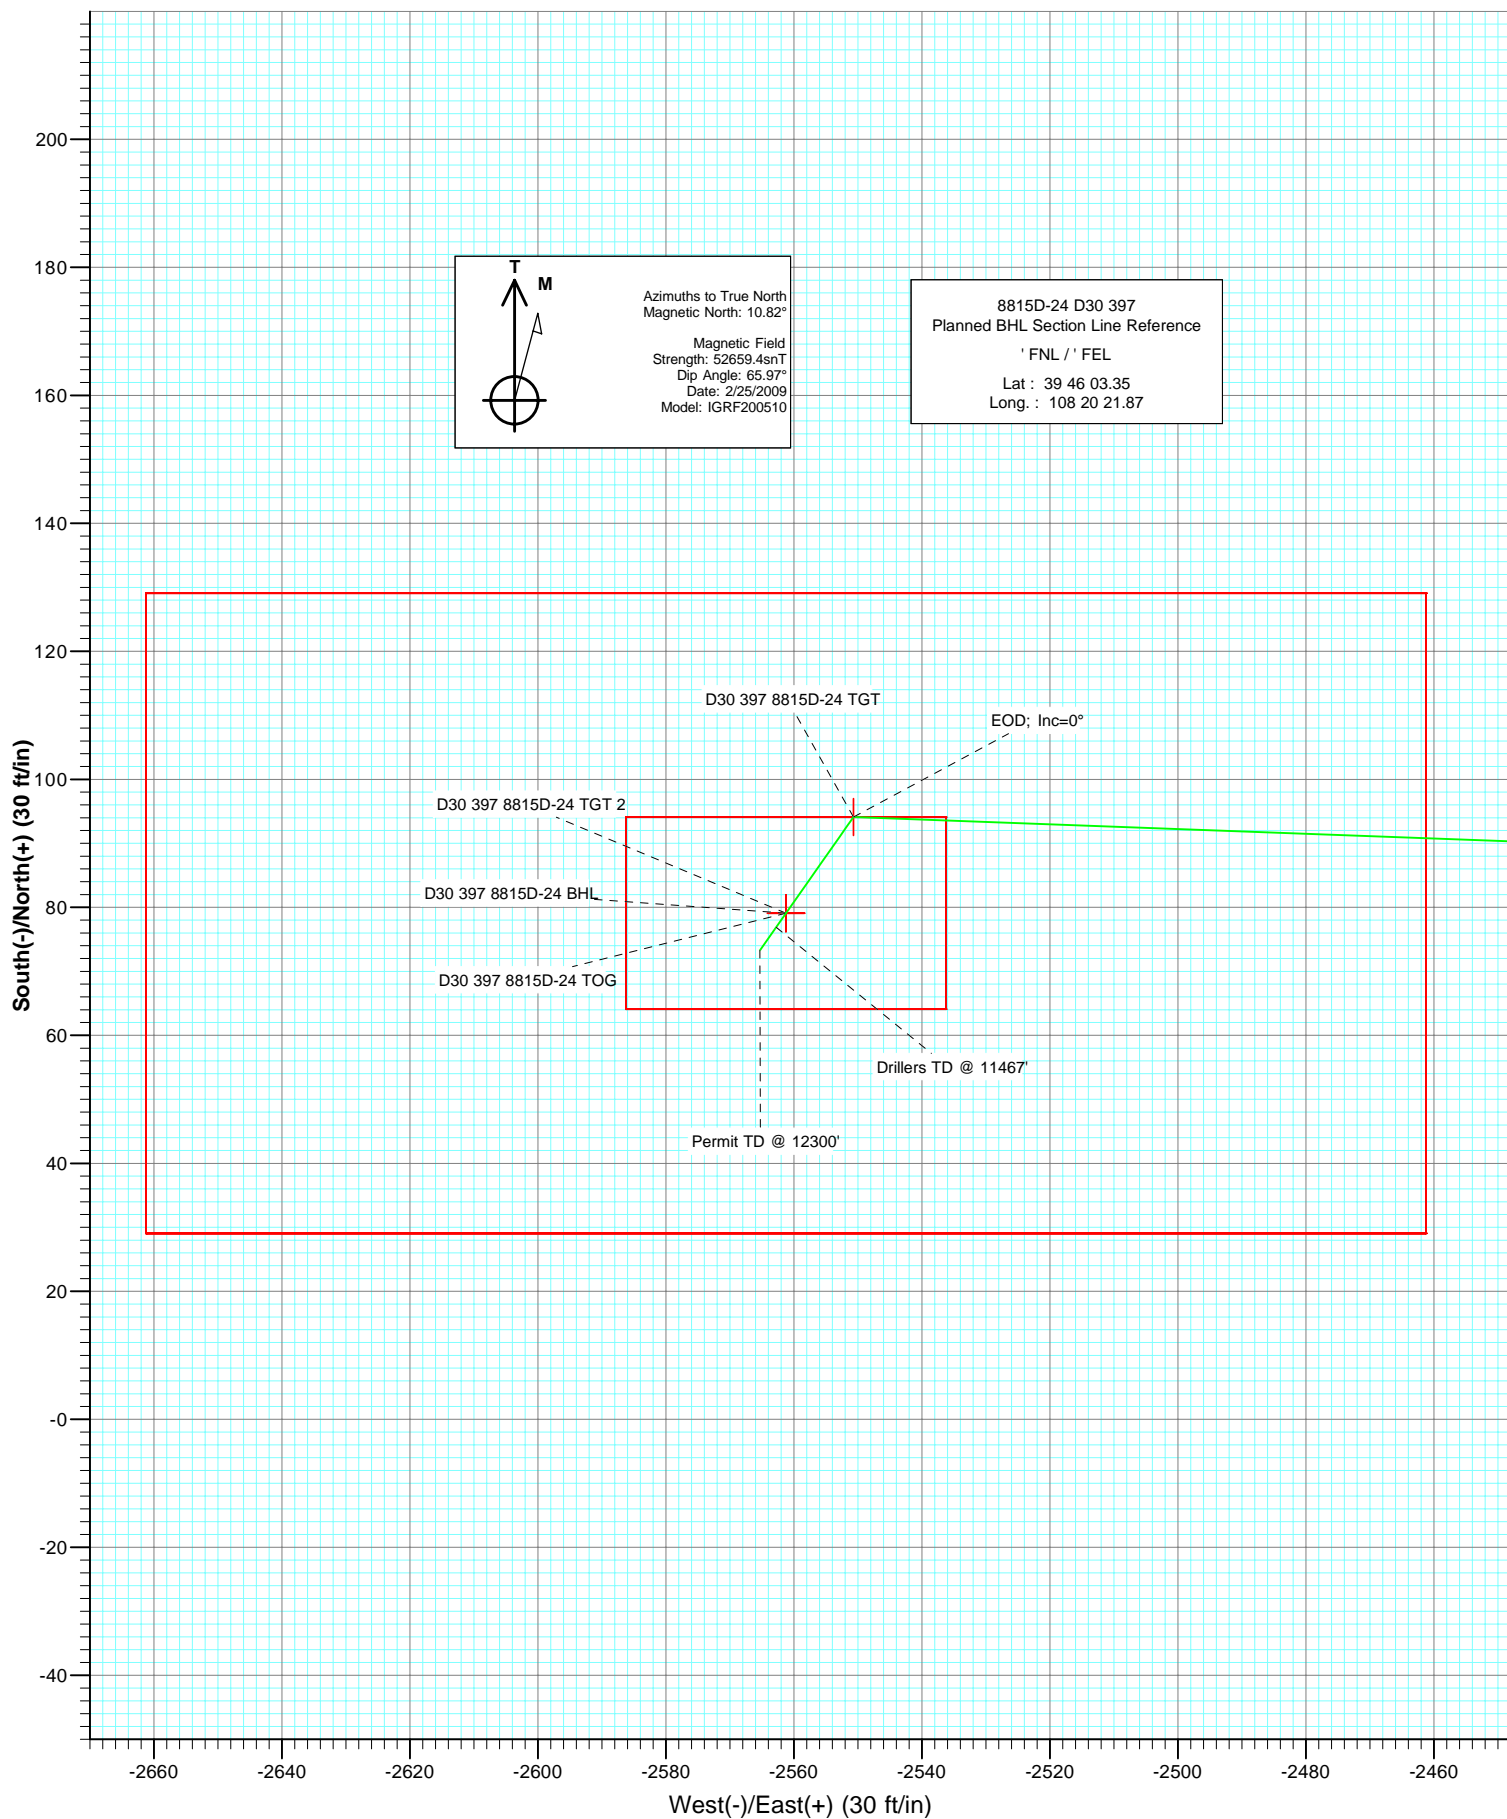 200
180
160
140
120
100
80
60
40
20
-0
-20
-40
South(-)/North(+) (30 ft/in)
T
M
Azimuths to True North
Magnetic North: 10.82°
Magnetic Field
Strength: 52659.4snT
Dip Angle: 65.97°
Date: 2/25/2009
Model: IGRF200510
8815D-24 D30 397
Planned BHL Section Line Reference
' FNL / ' FEL
Lat : 39 46 03.35
Long. : 108 20 21.87
D30 397 8815D-24 TGT
EOD; Inc=0°
D30 397 8815D-24 TGT 2
D30 397 8815D-24 BHL
D30 397 8815D-24 TOG
Drillers TD @ 11467'
Permit TD @ 12300'
-2660
-2640
-2620
-2600
-2580
-2560
-2540
-2520
-2500
-2480
-2460
West(-)/East(+) (30 ft/in)